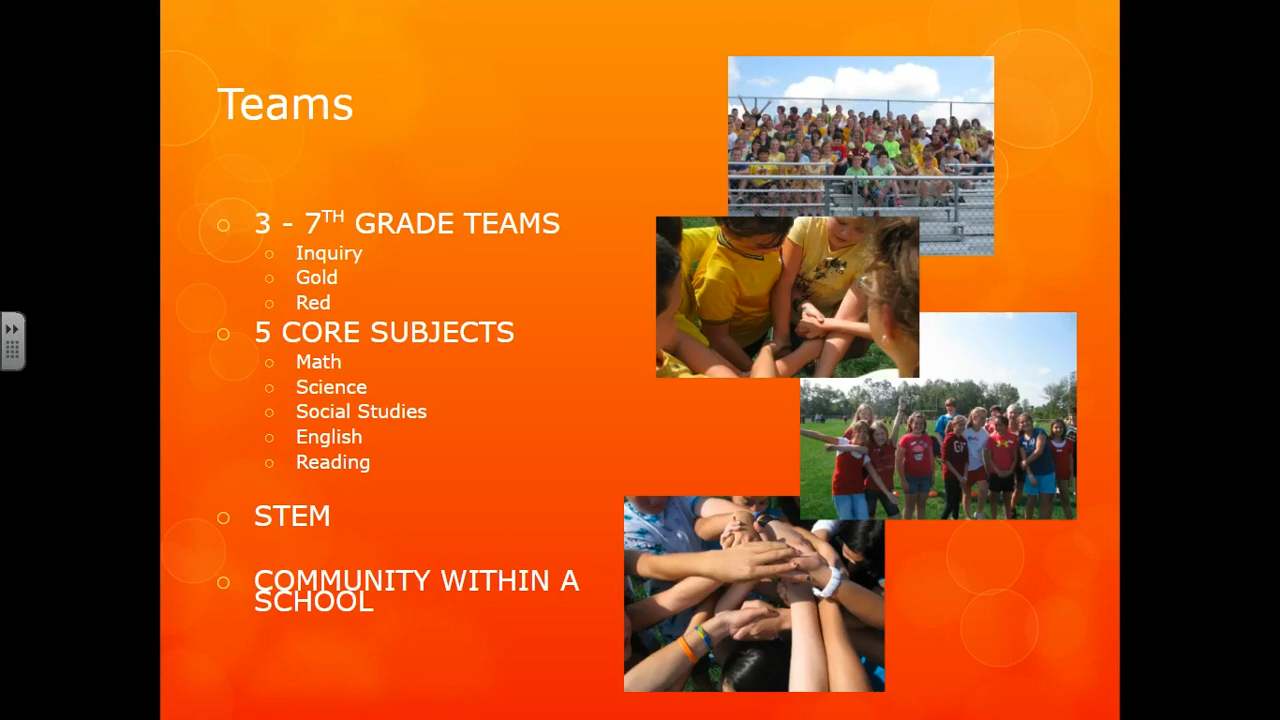 Teams
3 - 7TH GRADE TEAMS
Inquiry
Gold
Red
5 CORE SUBJECTS
Math
Science
Social Studies
English
Reading
STEM
COMMUNITY WITHIN A
SCHOOL